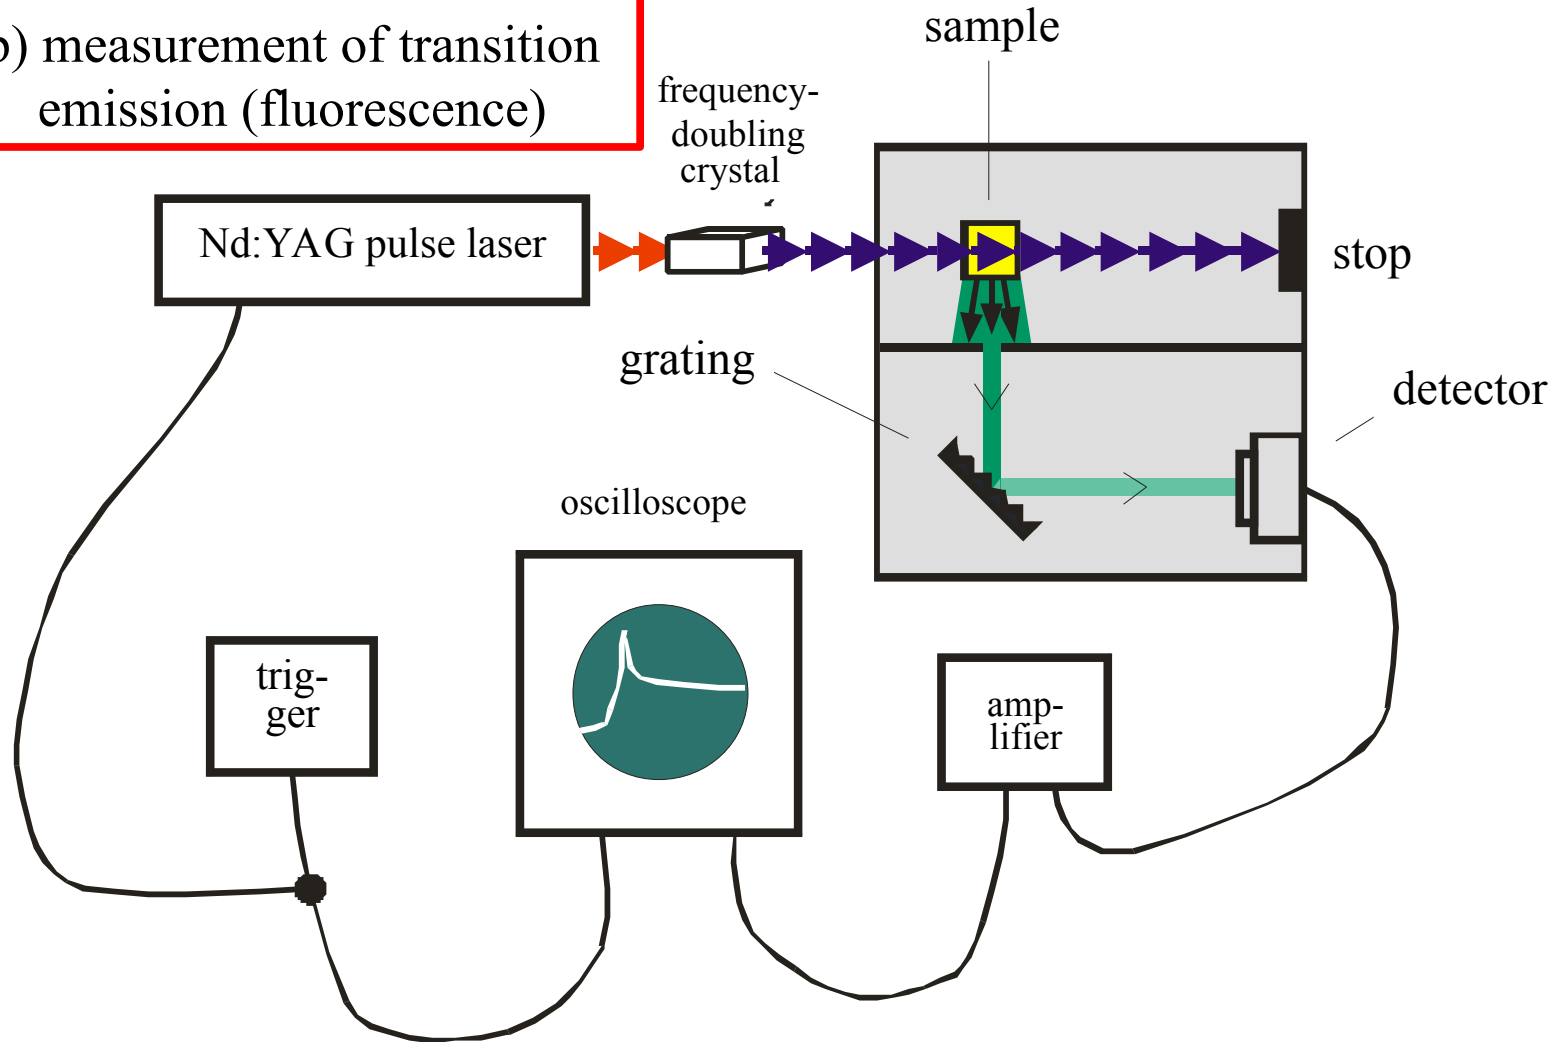 b) measurement of transition
emission (fluorescence)
sample
frequency-
doubling
crystal
Nd:YAG pulse laser
stop
grating
detector
oscilloscope
trig-
ger
amp-
lifier